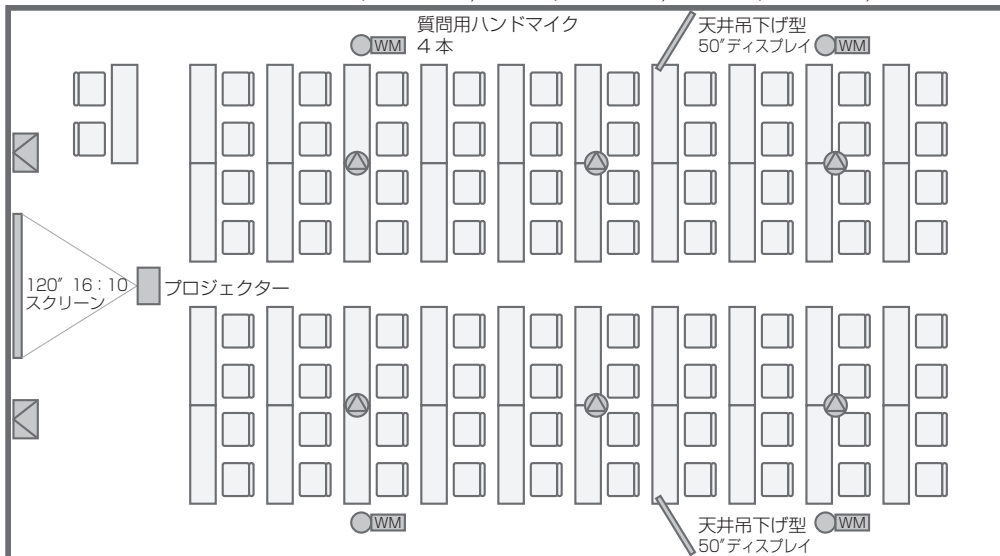 質問用ハンドマイク
4 本
WM
天井吊下げ型
50″ディスプレイ
WM
120″ 16：10
スクリーン
プロジェクター
WM
天井吊下げ型
50″ディスプレイ
WM